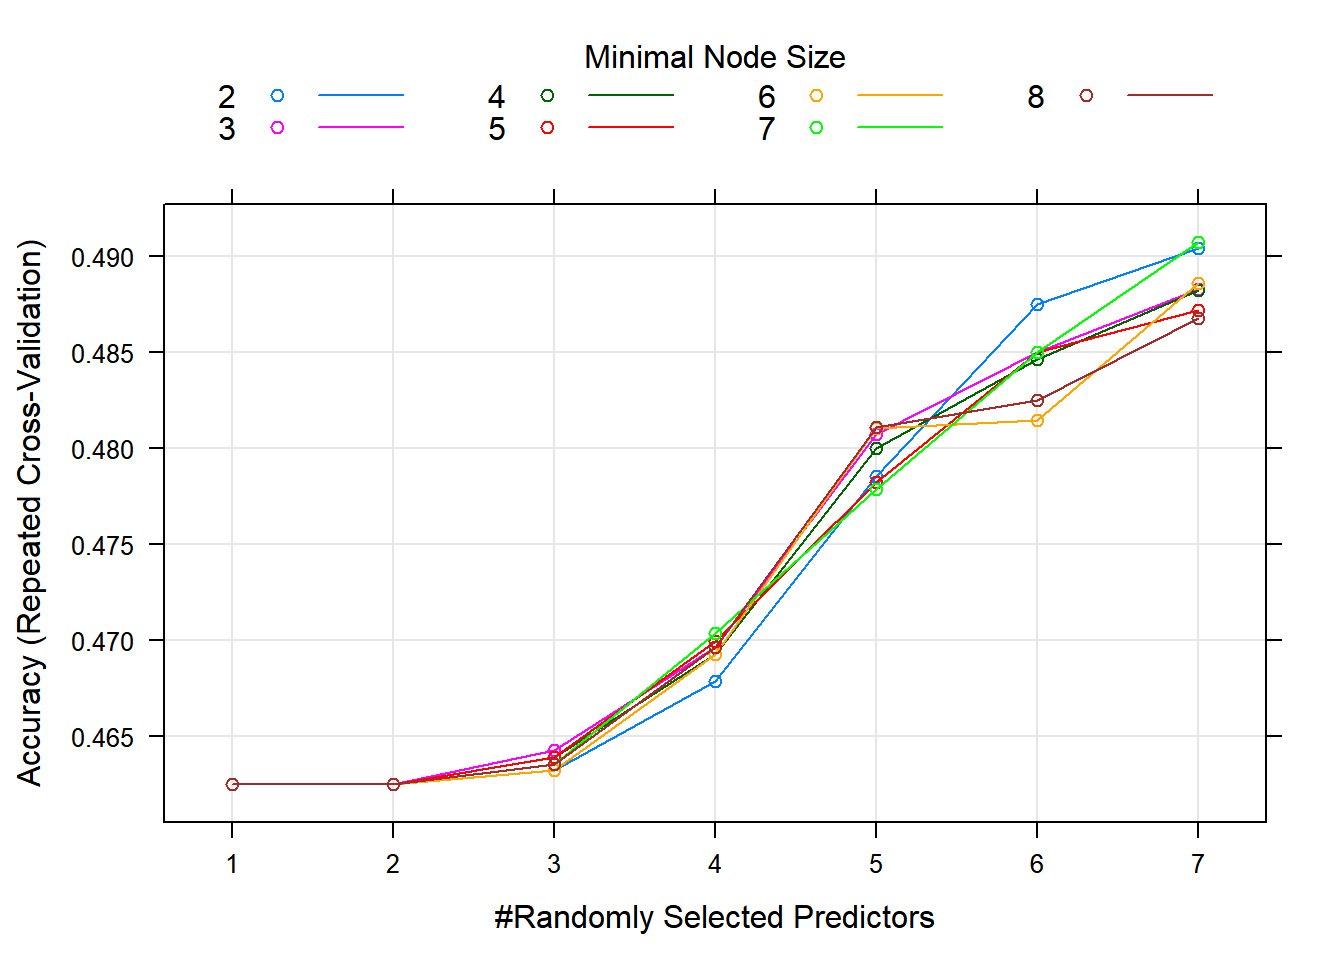 Minimal Node Size
2 4 6 8
3 5 7
Accuracy (Repeated Cross-Validation)
0.490
0.485
0.480
0.475
0.470
0.465
1 2 3 4 5 6 7
#Randomly Selected Predictors